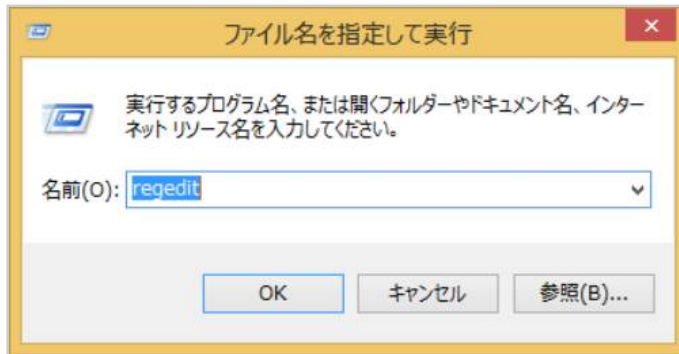 ファイル名を指定して実行
実行するプログラム名、または開くフォルダーやドキュメント名、インター
ネット リソース名を入力してください。
名前(O): regedit
OK キャンセル 参照(B)...